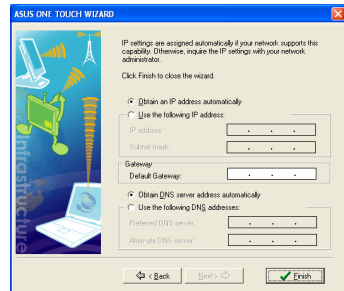 ASUS ONE TOUCH WIZARD
IP settings are assigned automatically if your network supports this
capability. Otherwise, inquire the IP settings with your network
administrator.
Click Finish to close the wizard.
Obtain an IP address automatically
Use the following IP address:
IP address:
Subnet mask:
Gateway
Default Gateway:
Obtain DNS server address automatically
Use the following DNS addresses:
Preferred DNS server:
Alternate DNS server:
Infrastructure
< Back
Next >
Finish